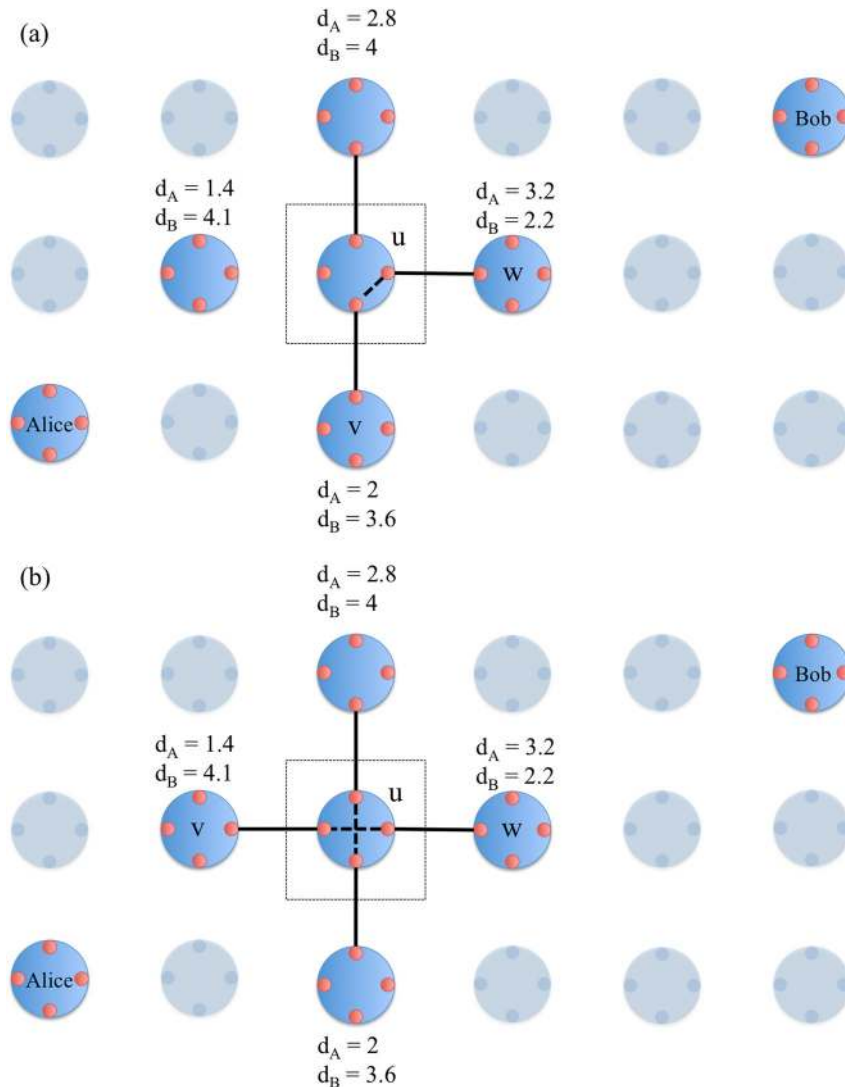 (a)
d_A = 2.8
d_B = 4
Bob
d_A = 1.4
d_B = 4.1
u
d_A = 3.2
d_B = 2.2
w
Alice
v
d_A = 2
d_B = 3.6
(b)
d_A = 2.8
d_B = 4
Bob
d_A = 1.4
d_B = 4.1
u
d_A = 3.2
d_B = 2.2
v
w
Alice
d_A = 2
d_B = 3.6